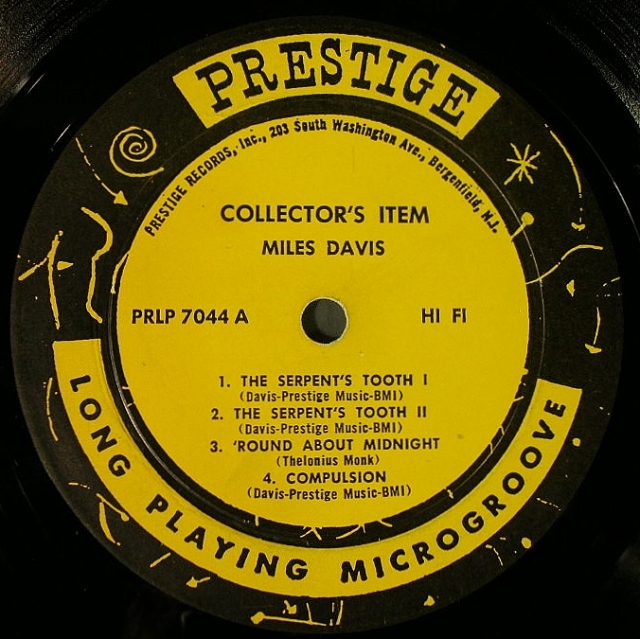 PRESTIGE
PRESTIGE RECORDS, Inc., 203 South Washington Ave., Bergenfield, N.J.
COLLECTOR'S ITEM
MILES DAVIS
PRLP 7044 A
HI FI
1. THE SERPENT'S TOOTH I
(Davis-Prestige Music-BMI)
2. THE SERPENT'S TOOTH II
(Davis-Prestige Music-BMI)
3. 'ROUND ABOUT MIDNIGHT
(Thelonius Monk)
4. COMPULSION
(Davis-Prestige Music-BMI)
LONG PLAYING MICROGROOVE